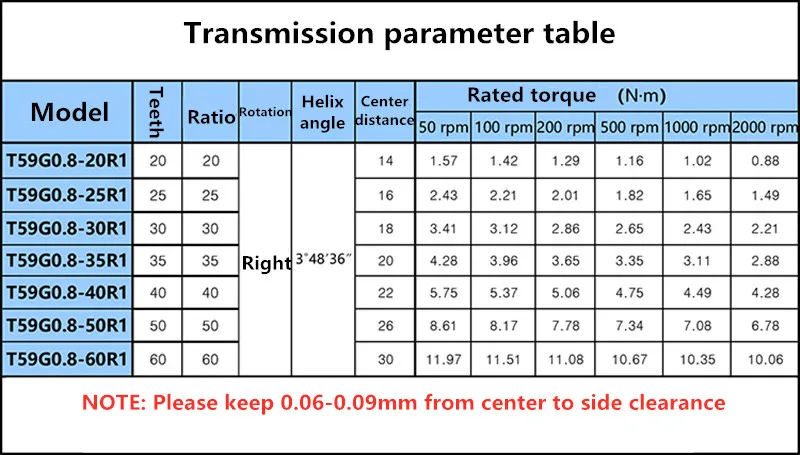 Transmission parameter table
Model Teeth Ratio Rotation Helix angle Center distance Rated torque (N·m)
50 rpm 100 rpm 200 rpm 500 rpm 1000 rpm 2000 rpm
T59G0.8-20R1 20 20 14 1.57 1.42 1.29 1.16 1.02 0.88
T59G0.8-25R1 25 25 16 2.43 2.21 2.01 1.82 1.65 1.49
T59G0.8-30R1 30 30 18 3.41 3.12 2.86 2.65 2.43 2.21
T59G0.8-35R1 35 35 Right 3°48′36″ 20 4.28 3.96 3.65 3.35 3.11 2.88
T59G0.8-40R1 40 40 22 5.75 5.37 5.06 4.75 4.49 4.28
T59G0.8-50R1 50 50 26 8.61 8.17 7.78 7.34 7.08 6.78
T59G0.8-60R1 60 60 30 11.97 11.51 11.08 10.67 10.35 10.06
NOTE: Please keep 0.06-0.09mm from center to side clearance